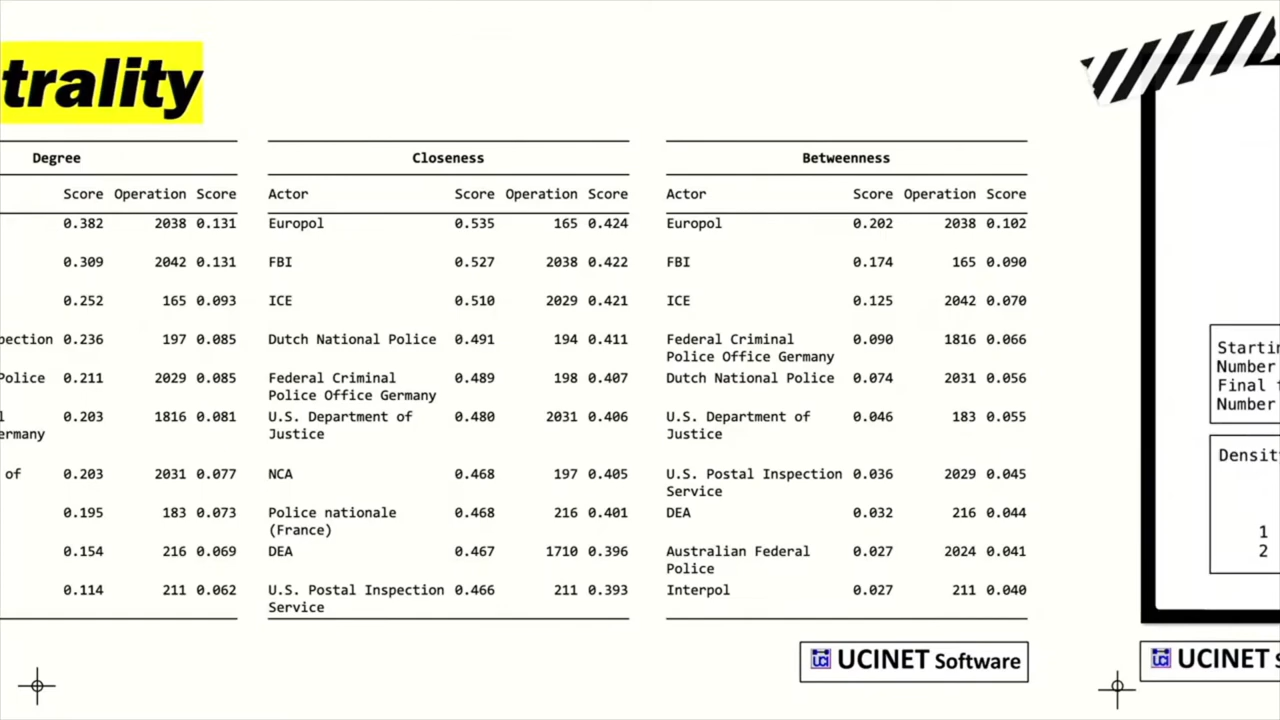 trality
Degree
Score Operation Score
0.382 2038 0.131
0.309 2042 0.131
0.252 165 0.093
pection 0.236 197 0.085
Police 0.211 2029 0.085
l 0.203 1816 0.081
ermany
of 0.203 2031 0.077
0.195 183 0.073
0.154 216 0.069
0.114 211 0.062
Closeness
Actor Score Operation Score
Europol 0.535 165 0.424
FBI 0.527 2038 0.422
ICE 0.510 2029 0.421
Dutch National Police 0.491 194 0.411
Federal Criminal 0.489 198 0.407
Police Office Germany
U.S. Department of 0.480 2031 0.406
Justice
NCA 0.468 197 0.405
Police nationale 0.468 216 0.401
(France)
DEA 0.467 1710 0.396
U.S. Postal Inspection 0.466 211 0.393
Service
Betweenness
Actor Score Operation Score
Europol 0.202 2038 0.102
FBI 0.174 165 0.090
ICE 0.125 2042 0.070
Federal Criminal 0.090 1816 0.066
Police Office Germany
Dutch National Police 0.074 2031 0.056
U.S. Department of 0.046 183 0.055
Justice
U.S. Postal Inspection 0.036 2029 0.045
Service
DEA 0.032 216 0.044
Australian Federal 0.027 2024 0.041
Police
Interpol 0.027 211 0.040
UCINET Software
Startin
Number
Final
Number
Densit
1
2
UCINET